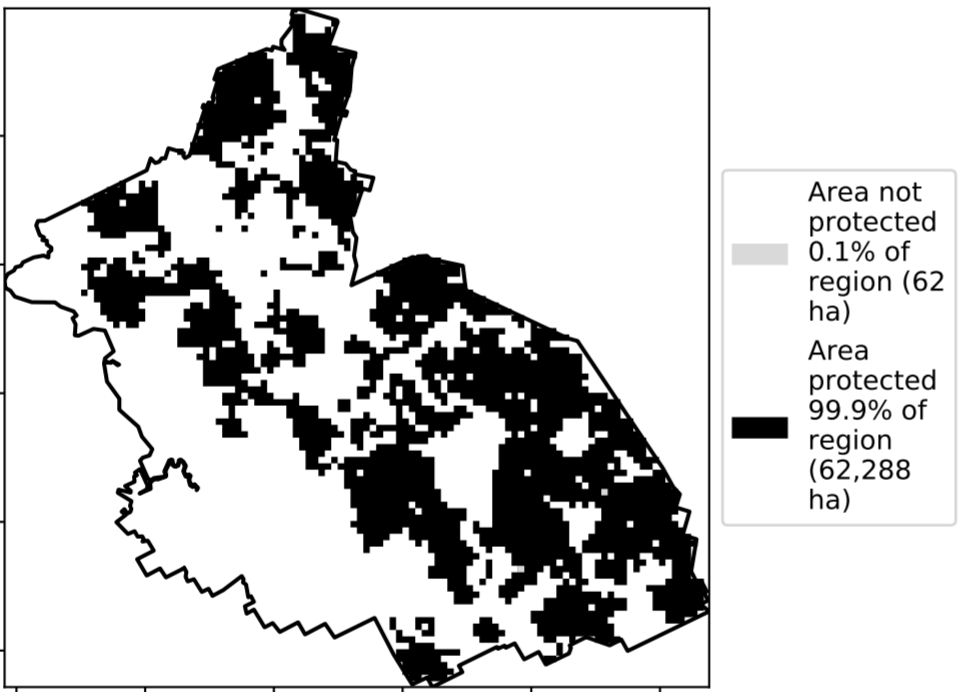 Area not
protected
0.1% of
region (62
ha)
Area
protected
99.9% of
region
(62,288
ha)